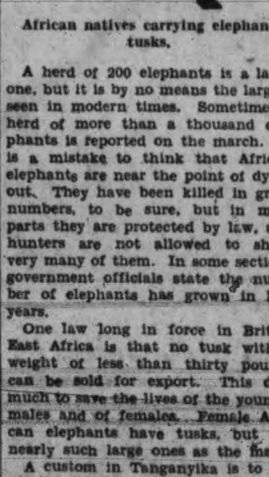 African natives carrying elephan
tusks.
A herd of 200 elephants is a la
one, but it is by no means the larg
seen in modern times. Sometime
herd of more than a thousand e
phants is reported on the march.
is a mistake to think that Afri
elephants are near the point of dy
out. They have been killed in gr
numbers, to be sure, but in m
parts they are protected by law,
hunters are not allowed to sh
very many of them. In some secti
government officials state the nu
ber of elephants has grown in
years.
One law long in force in Brit
East Africa is that no tusk with
weight of less than thirty pou
can be sold for export. This d
much to save the lives of the youn
males and of females. Female A
can elephants have tusks, but
nearly such large ones as the ma
A custom in Tanganyika is to